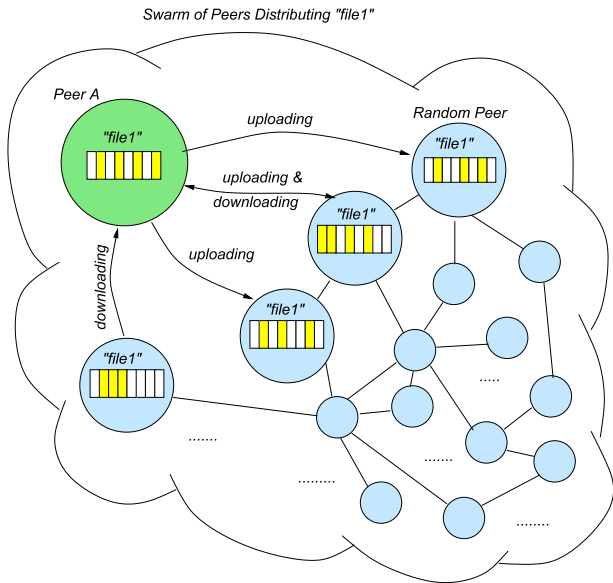 Swarm of Peers Distributing "file1"
Peer A
Random Peer
"file1"
uploading
"file1"
uploading &
downloading
"file1"
uploading
downloading
"file1"
"file1"
.....
.......
.......
.........
........